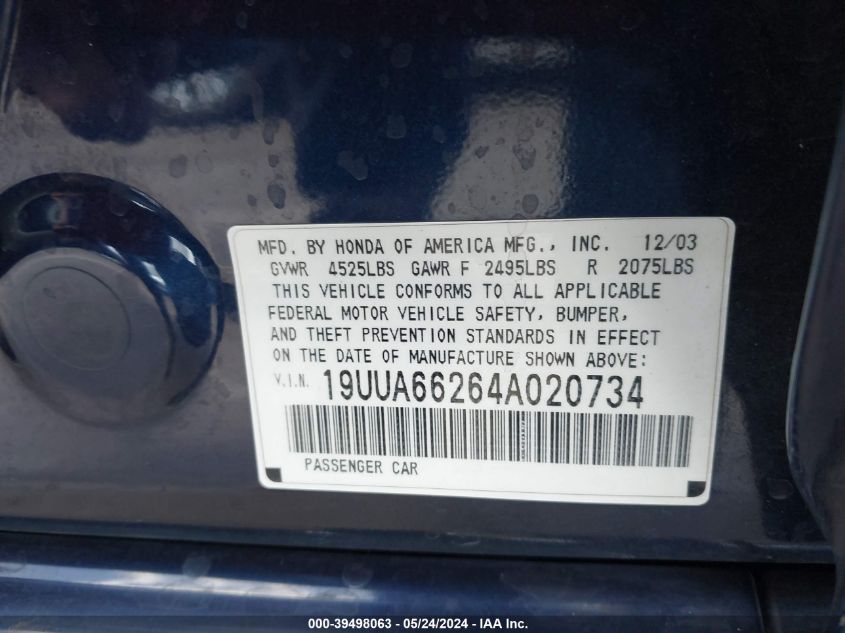 MFD. BY HONDA OF AMERICA MFG., INC. 12/03
GVWR 4525LBS GAWR F 2495LBS R 2075LBS
THIS VEHICLE CONFORMS TO ALL APPLICABLE
FEDERAL MOTOR VEHICLE SAFETY, BUMPER,
AND THEFT PREVENTION STANDARDS IN EFFECT
ON THE DATE OF MANUFACTURE SHOWN ABOVE:
V.I.N. 19UUA66264A020734
PASSENGER CAR
000-39498063 - 05/24/2024 - IAA Inc.